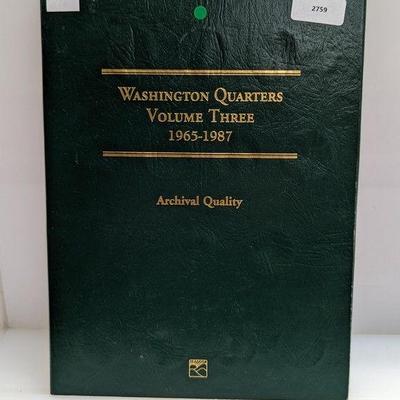 2759
WASHINGTON QUARTERS
VOLUME THREE
1965-1987
Archival Quality